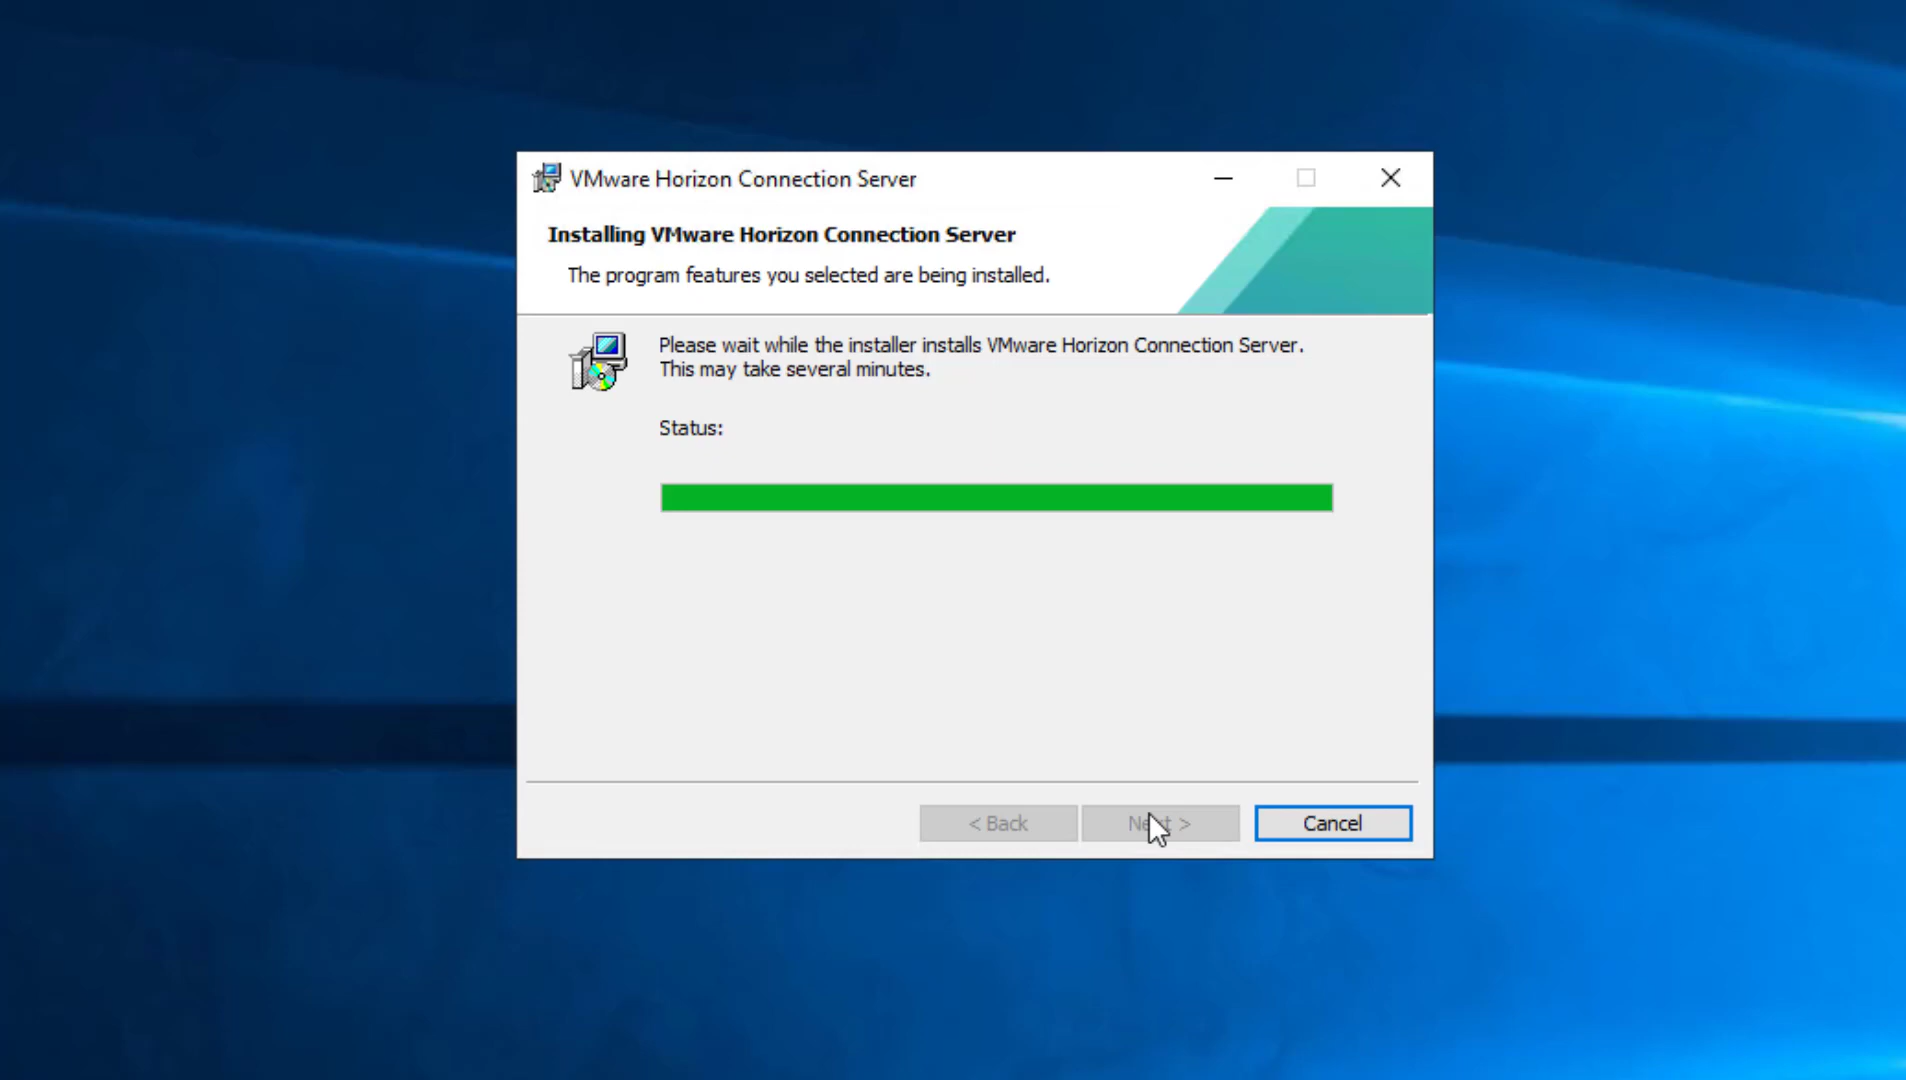 VMware Horizon Connection Server
Installing VMware Horizon Connection Server
The program features you selected are being installed.
Please wait while the installer installs VMware Horizon Connection Server.
This may take several minutes.
Status:
< Back
Next >
Cancel